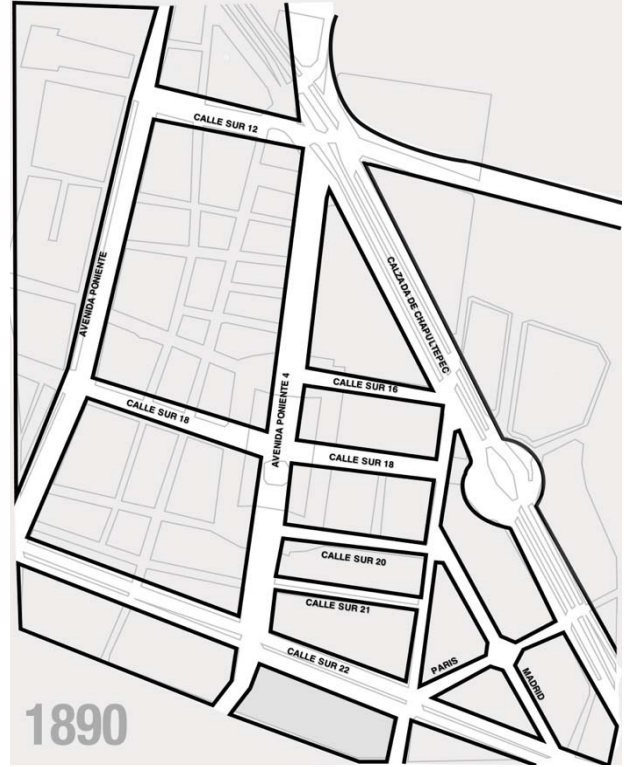 CALLE SUR 12
AVENIDA PONIENTE
CALZADA DE CHAPULTEPEC
AVENIDA PONIENTE 4
CALLE SUR 16
CALLE SUR 18
CALLE SUR 18
CALLE SUR 20
CALLE SUR 21
CALLE SUR 22
PARIS
MADRID
1890